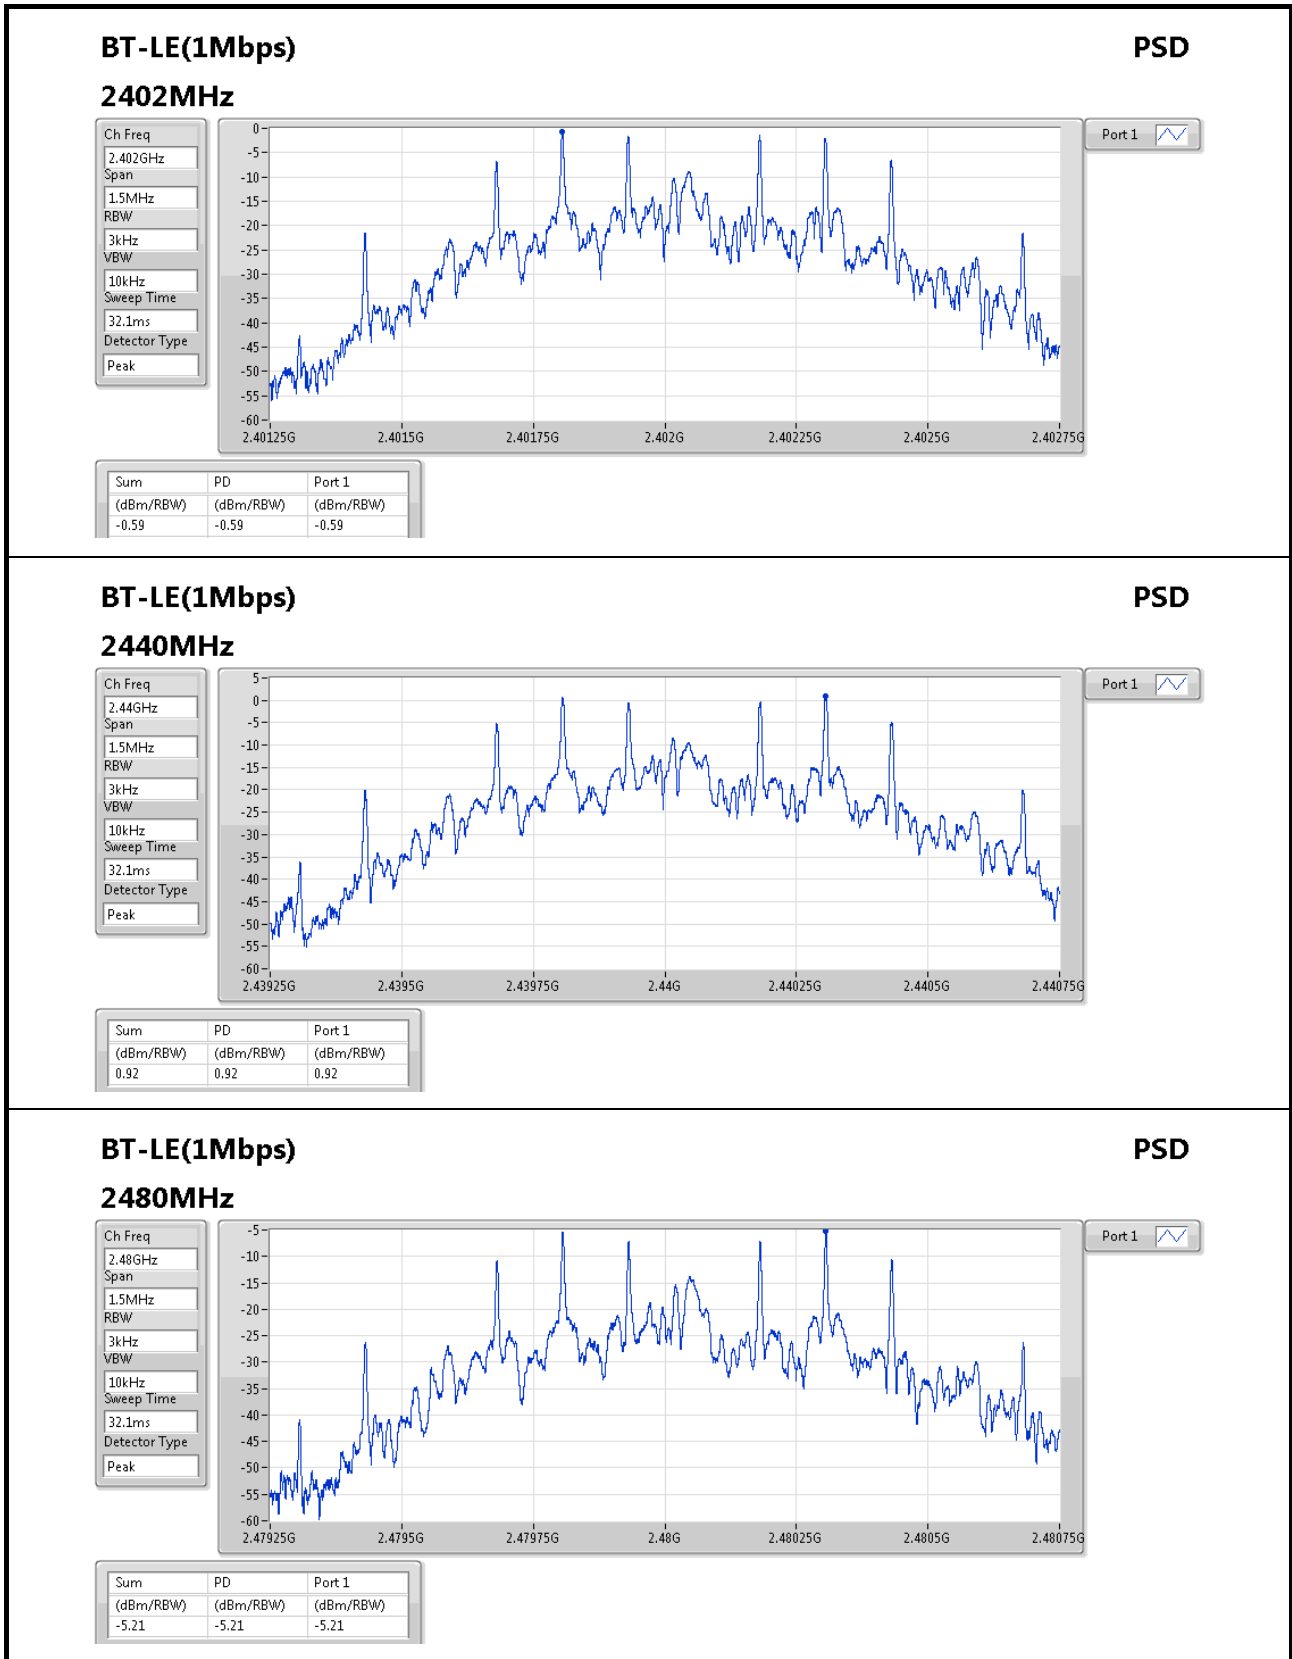 BT-LE(1Mbps) PSD
2402MHz
Ch Freq
2.402GHz
Span
1.5MHz
RBW
3kHz
VBW
10kHz
Sweep Time
32.1ms
Detector Type
Peak
0
-5
-10
-15
-20
-25
-30
-35
-40
-45
-50
-55
-60
2.40125G 2.4015G 2.40175G 2.402G 2.40225G 2.4025G 2.40275G
Port 1
Sum PD Port 1
(dBm/RBW) (dBm/RBW) (dBm/RBW)
-0.59 -0.59 -0.59
BT-LE(1Mbps) PSD
2440MHz
Ch Freq
2.44GHz
Span
1.5MHz
RBW
3kHz
VBW
10kHz
Sweep Time
32.1ms
Detector Type
Peak
5
0
-5
-10
-15
-20
-25
-30
-35
-40
-45
-50
-55
-60
2.43925G 2.4395G 2.43975G 2.44G 2.44025G 2.4405G 2.44075G
Port 1
Sum PD Port 1
(dBm/RBW) (dBm/RBW) (dBm/RBW)
0.92 0.92 0.92
BT-LE(1Mbps) PSD
2480MHz
Ch Freq
2.48GHz
Span
1.5MHz
RBW
3kHz
VBW
10kHz
Sweep Time
32.1ms
Detector Type
Peak
-5
-10
-15
-20
-25
-30
-35
-40
-45
-50
-55
-60
2.47925G 2.4795G 2.47975G 2.48G 2.48025G 2.4805G 2.48075G
Port 1
Sum PD Port 1
(dBm/RBW) (dBm/RBW) (dBm/RBW)
-5.21 -5.21 -5.21